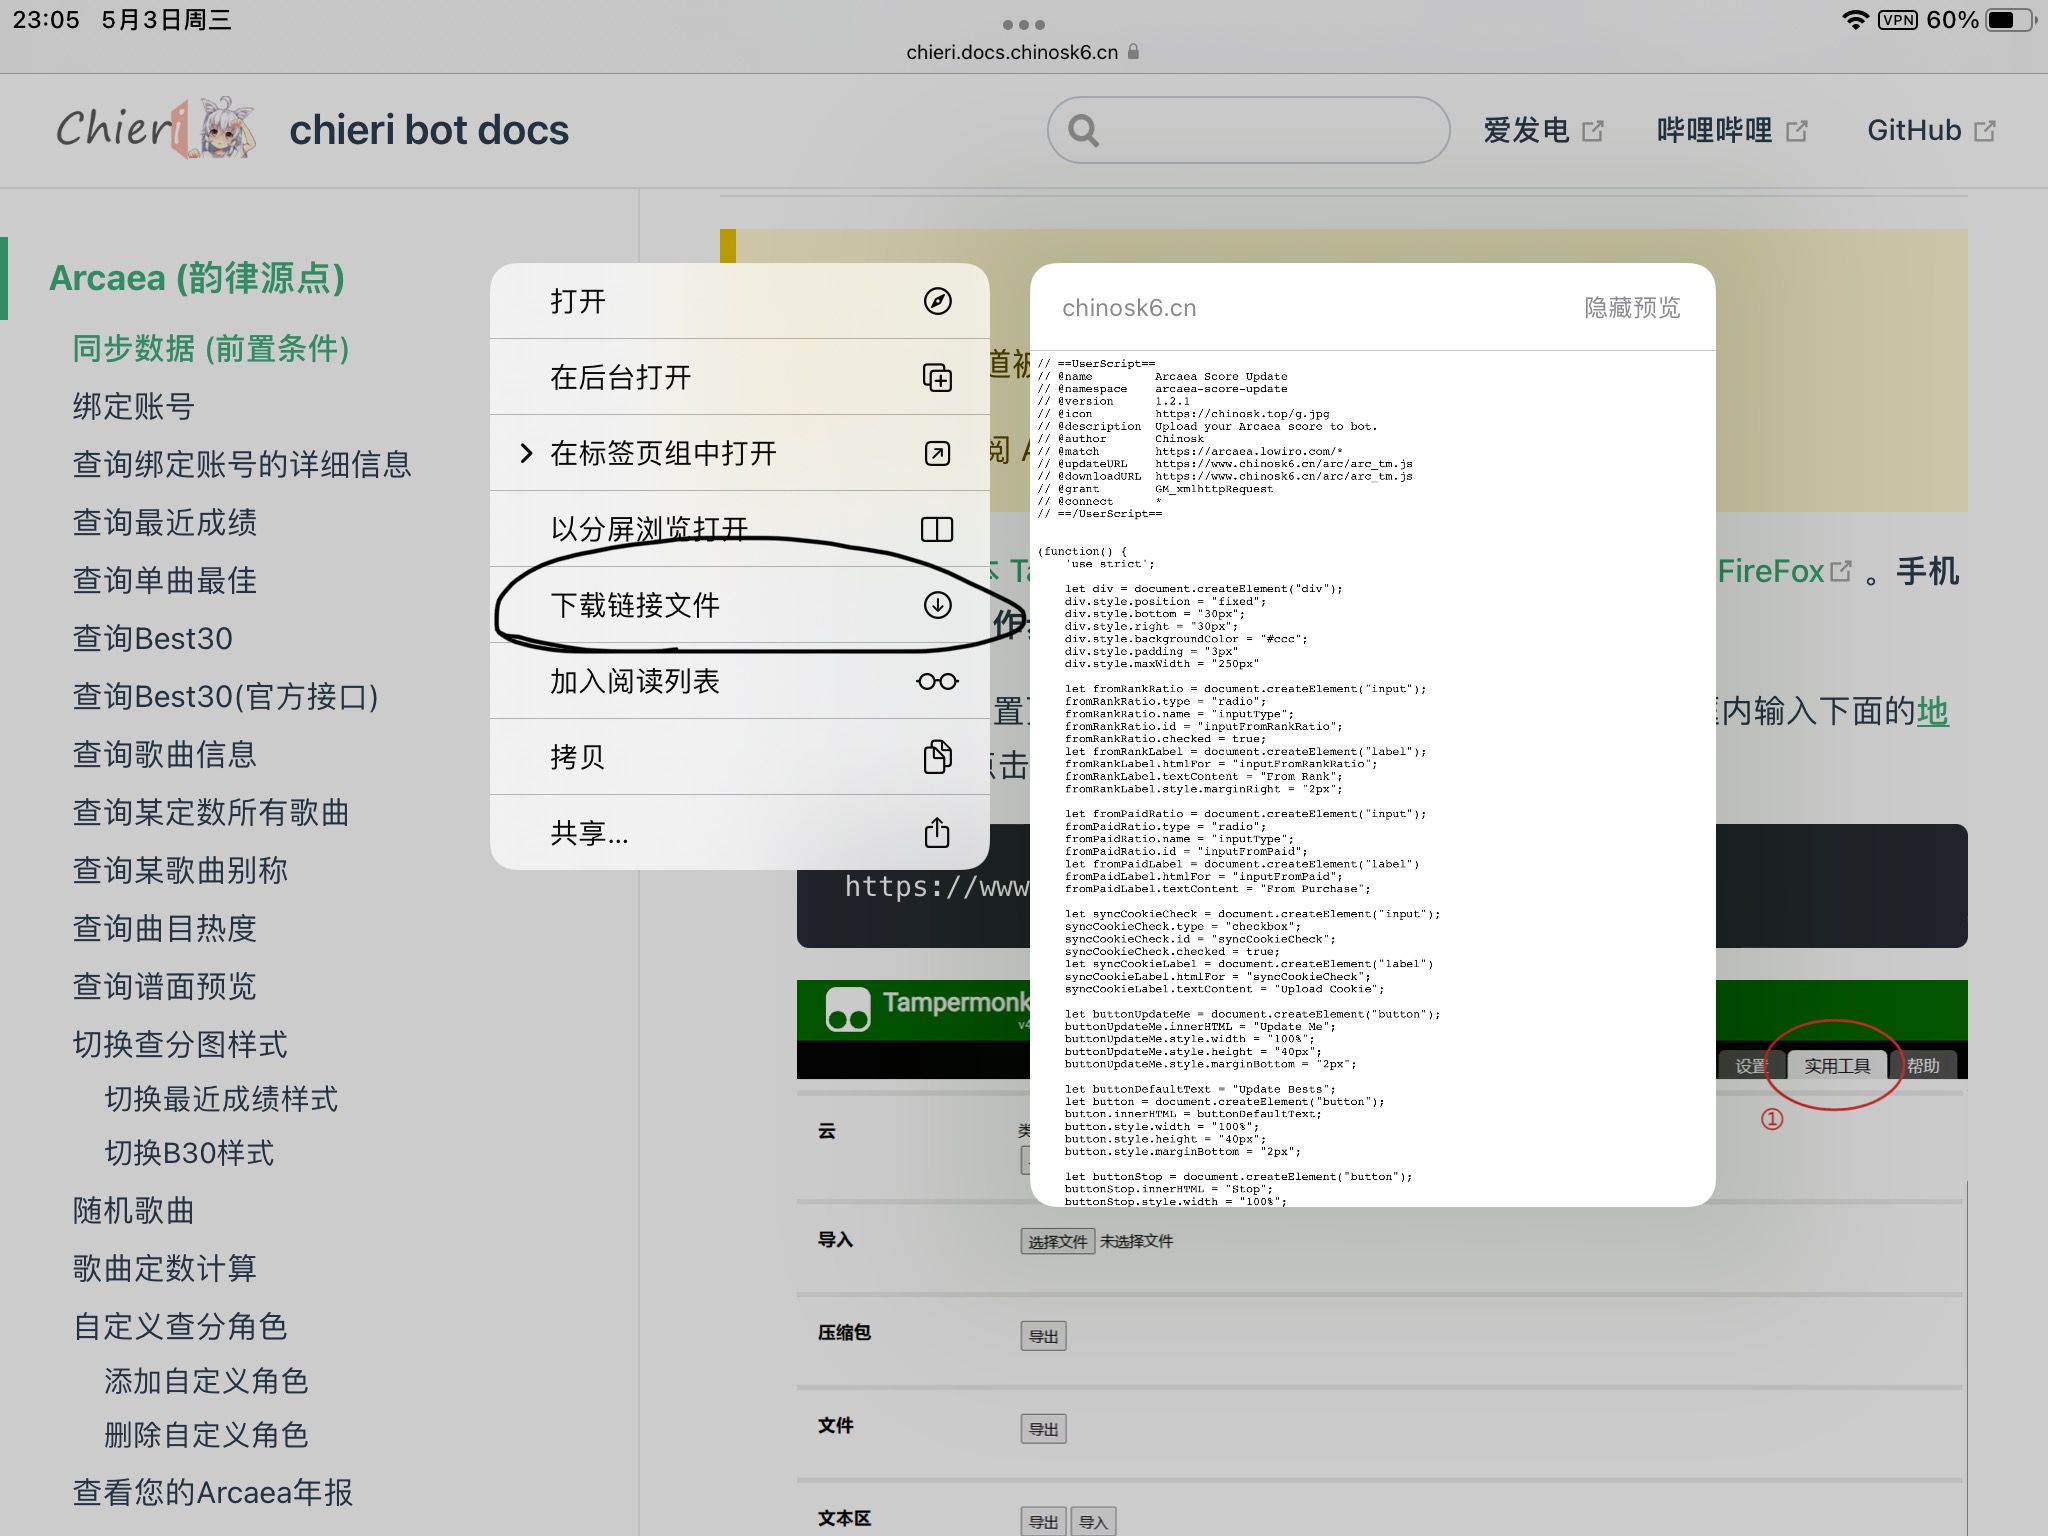 23:05 5月3日周三
VPN 60%
chieri.docs.chinosk6.cn
Chieri
chieri bot docs
爱发电
哔哩哔哩
GitHub
Arcaea (韵律源点)
同步数据 (前置条件)
绑定账号
查询绑定账号的详细信息
查询最近成绩
查询单曲最佳
查询Best30
查询Best30(官方接口)
查询歌曲信息
查询某定数所有歌曲
查询某歌曲别称
查询曲目热度
查询谱面预览
切换查分图样式
切换最近成绩样式
切换B30样式
随机歌曲
歌曲定数计算
自定义查分角色
添加自定义角色
删除自定义角色
查看您的Arcaea年报
打开
在后台打开
在标签页组中打开
以分屏浏览打开
下载链接文件
加入阅读列表
拷贝
共享...
chinosk6.cn
隐藏预览
// ==UserScript==
// @name Arcaea Score Update
// @namespace arcaea-score-update
// @version 1.2.1
// @icon https://chinosk.top/g.jpg
// @description Upload your Arcaea score to bot.
// @author Chinosk
// @match https://arcaea.lowiro.com/*
// @updateURL https://www.chinosk6.cn/arc/arc_tm.js
// @downloadURL https://www.chinosk6.cn/arc/arc_tm.js
// @grant GM_xmlhttpRequest
// @connect *
// ==/UserScript==
(function() {
'use strict';
let div = document.createElement("div");
div.style.position = "fixed";
div.style.bottom = "30px";
div.style.right = "30px";
div.style.backgroundColor = "#ccc";
div.style.padding = "3px"
div.style.maxWidth = "250px"
let fromRankRatio = document.createElement("input");
fromRankRatio.type = "radio";
fromRankRatio.name = "inputType";
fromRankRatio.id = "inputFromRankRatio";
fromRankRatio.checked = true;
let fromRankLabel = document.createElement("label");
fromRankLabel.htmlFor = "inputFromRankRatio";
fromRankLabel.textContent = "From Rank";
fromRankLabel.style.marginRight = "2px";
let fromPaidRatio = document.createElement("input");
fromPaidRatio.type = "radio";
fromPaidRatio.name = "inputType";
fromPaidRatio.id = "inputFromPaid";
let fromPaidLabel = document.createElement("label")
fromPaidLabel.htmlFor = "inputFromPaid";
fromPaidLabel.textContent = "From Purchase";
let syncCookieCheck = document.createElement("input");
syncCookieCheck.type = "checkbox";
syncCookieCheck.id = "syncCookieCheck";
syncCookieCheck.checked = true;
let syncCookieLabel = document.createElement("label")
syncCookieLabel.htmlFor = "syncCookieCheck";
syncCookieLabel.textContent = "Upload Cookie";
let buttonUpdateMe = document.createElement("button");
buttonUpdateMe.innerHTML = "Update Me";
buttonUpdateMe.style.width = "100%";
buttonUpdateMe.style.height = "40px";
buttonUpdateMe.style.marginBottom = "2px";
let buttonDefaultText = "Update Bests";
let button = document.createElement("button");
button.innerHTML = buttonDefaultText;
button.style.width = "100%";
button.style.height = "40px";
button.style.marginBottom = "2px";
let buttonStop = document.createElement("button");
buttonStop.innerHTML = "Stop";
buttonStop.style.width = "100%";
阅 A
FireFox 。手机
作
置
内输入下面的地
点击
https://www
Tampermonk
设置 实用工具 帮助
①
云
导入 选择文件 未选择文件
压缩包 导出
文件 导出
文本区 导出 导入